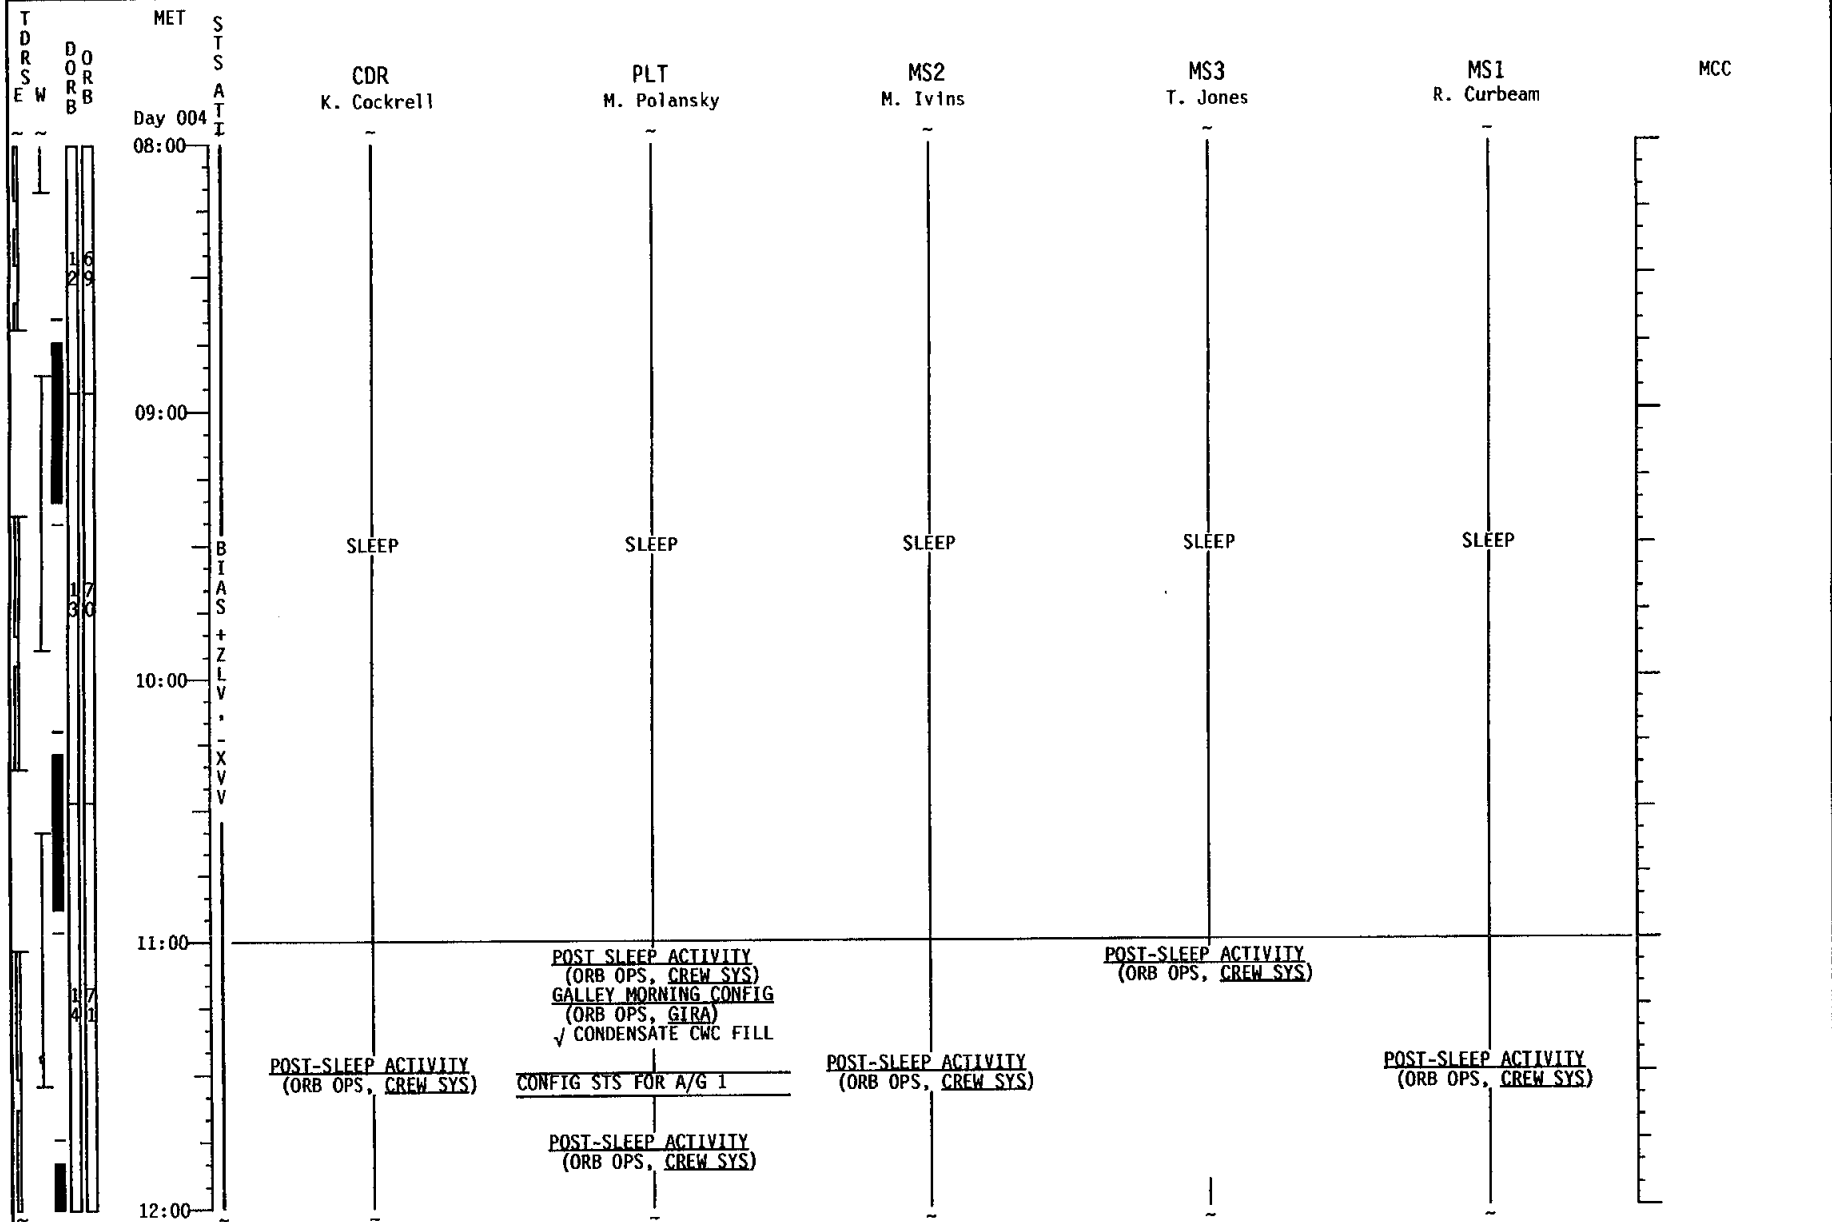 TDRS
E W
DORB
ORB
MET
STS ATT
CDR
K. Cockrell
PLT
M. Polansky
MS2
M. Ivins
MS3
T. Jones
MS1
R. Curbeam
MCC
Day 004
08:00
12 69
09:00
SLEEP SLEEP SLEEP SLEEP SLEEP
BIAS +ZLV, -XVV
13 70
10:00
11:00
POST SLEEP ACTIVITY
(ORB OPS, CREW SYS)
GALLEY MORNING CONFIG
(ORB OPS, GIRA)
√ CONDENSATE CWC FILL
POST-SLEEP ACTIVITY
(ORB OPS, CREW SYS)
14 71
POST-SLEEP ACTIVITY
(ORB OPS, CREW SYS)
CONFIG STS FOR A/G 1
POST-SLEEP ACTIVITY
(ORB OPS, CREW SYS)
POST-SLEEP ACTIVITY
(ORB OPS, CREW SYS)
POST-SLEEP ACTIVITY
(ORB OPS, CREW SYS)
12:00